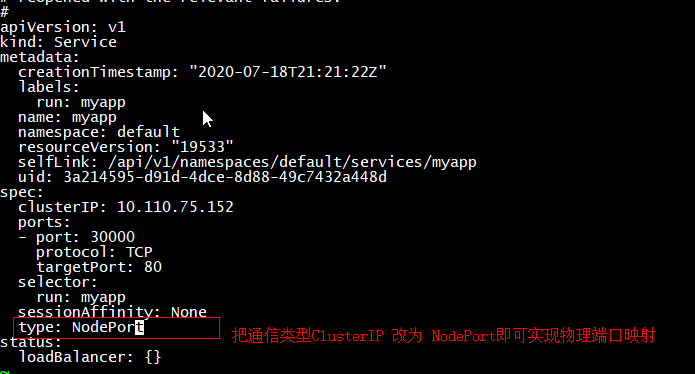 # reopened with the relevant failures.
#
apiVersion: v1
kind: Service
metadata:
  creationTimestamp: "2020-07-18T21:21:22Z"
  labels:
    run: myapp
  name: myapp
  namespace: default
  resourceVersion: "19533"
  selfLink: /api/v1/namespaces/default/services/myapp
  uid: 3a214595-d91d-4dce-8d88-49c7432a448d
spec:
  clusterIP: 10.110.75.152
  ports:
  - port: 30000
    protocol: TCP
    targetPort: 80
  selector:
    run: myapp
  sessionAffinity: None
  type: NodePort
把通信类型ClusterIP 改为 NodePort即可实现物理端口映射
status:
  loadBalancer: {}
~